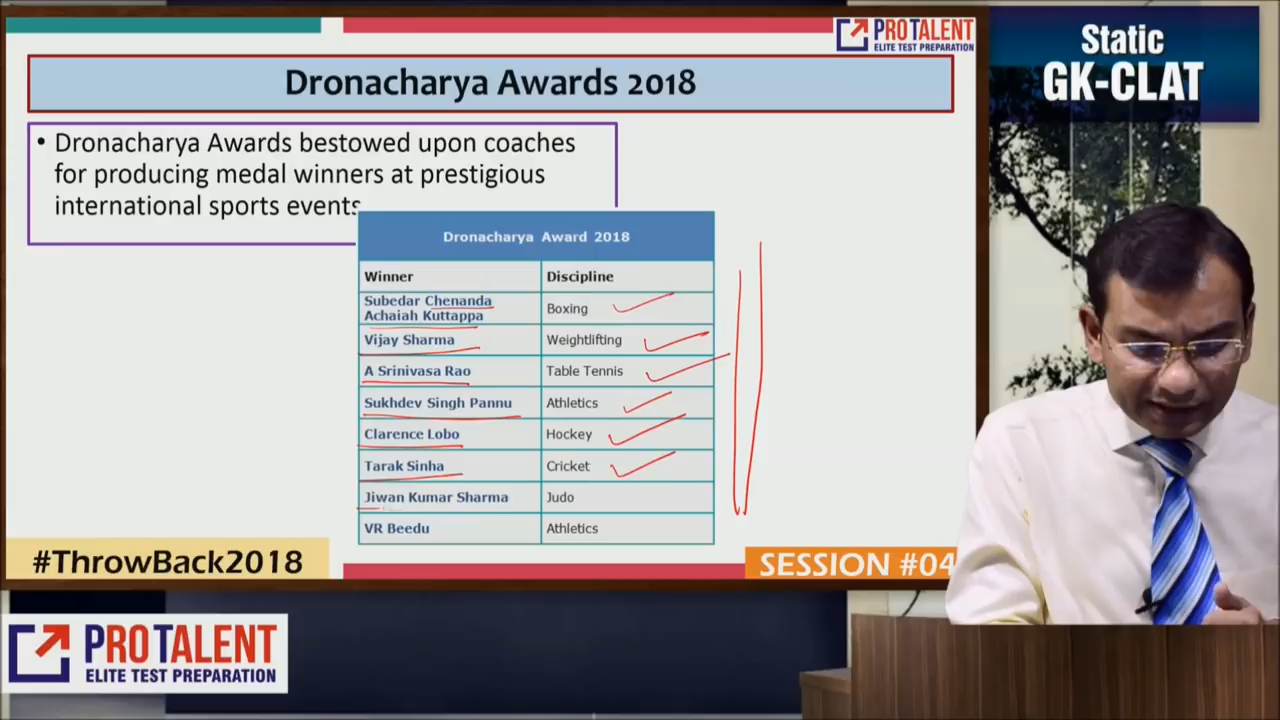 PROTALENT
ELITE TEST PREPARATION
Static
GK-CLAT
Dronacharya Awards 2018
• Dronacharya Awards bestowed upon coaches
for producing medal winners at prestigious
international sports events
Dronacharya Award 2018
Winner Discipline
Subedar Chenanda
Achaiah Kuttappa Boxing
Vijay Sharma Weightlifting
A Srinivasa Rao Table Tennis
Sukhdev Singh Pannu Athletics
Clarence Lobo Hockey
Tarak Sinha Cricket
Jiwan Kumar Sharma Judo
VR Beedu Athletics
#ThrowBack2018
SESSION #04
PROTALENT
ELITE TEST PREPARATION